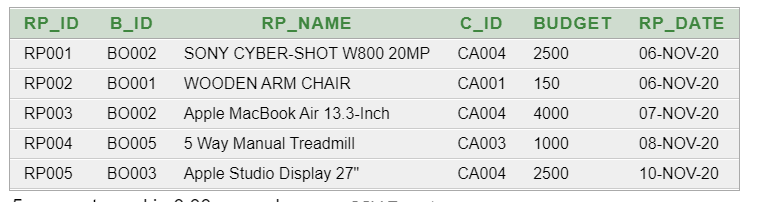 RP_ID B_ID RP_NAME C_ID BUDGET RP_DATE
RP001 BO002 SONY CYBER-SHOT W800 20MP CA004 2500 06-NOV-20
RP002 BO001 WOODEN ARM CHAIR CA001 150 06-NOV-20
RP003 BO002 Apple MacBook Air 13.3-Inch CA004 4000 07-NOV-20
RP004 BO005 5 Way Manual Treadmill CA003 1000 08-NOV-20
RP005 BO003 Apple Studio Display 27" CA004 2500 10-NOV-20